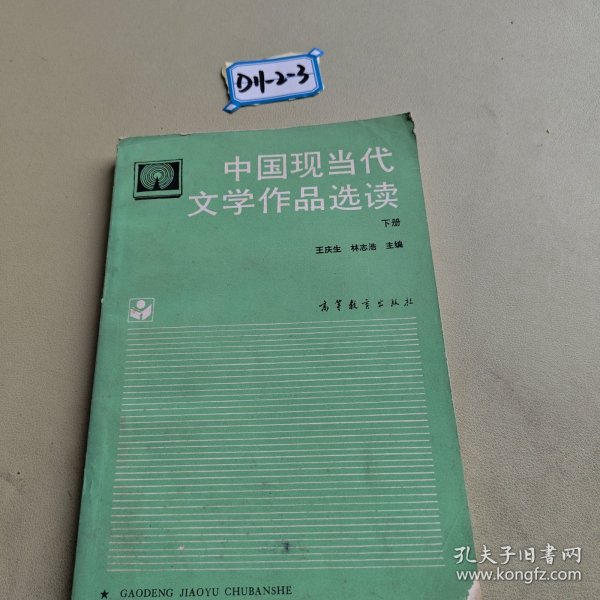 D11-2-3
中国现当代
文学作品选读
下册
王庆生 林志浩 主编
高等教育出版社
★ GAODENG JIAOYU CHUBANSHE
孔夫子旧书网
www.kongfz.com